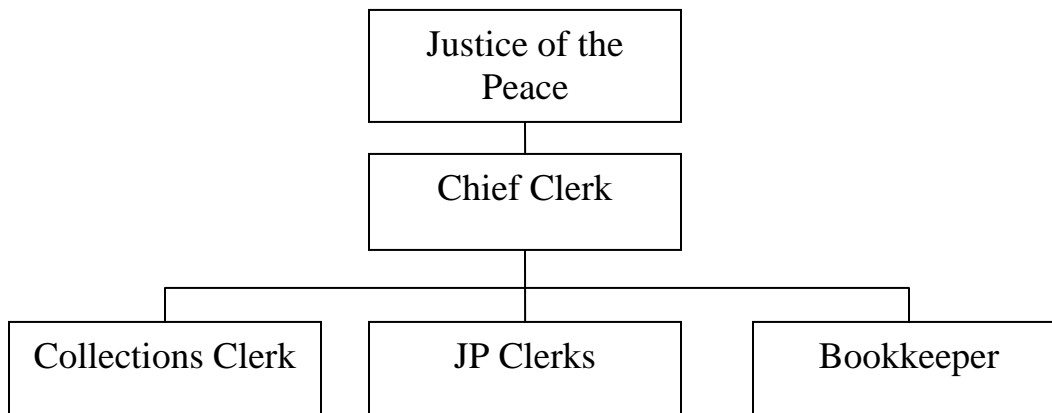 Justice of the
Peace
Chief Clerk
Collections Clerk
JP Clerks
Bookkeeper